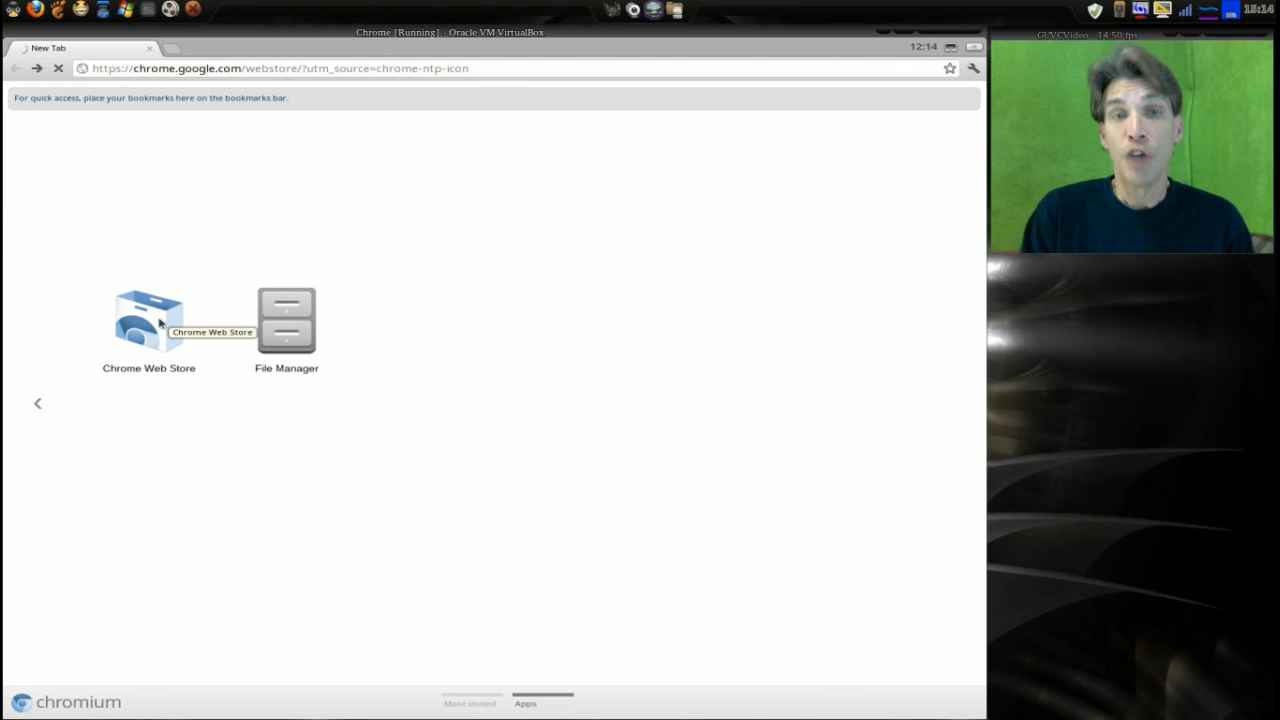 15:14
Chrome [Running] - Oracle VM VirtualBox
GUVCVideo 14.50 fps
New Tab
12:14
https://chrome.google.com/webstore/?utm_source=chrome-ntp-icon
For quick access, place your bookmarks here on the bookmarks bar.
Chrome Web Store
Chrome Web Store
File Manager
chromium
Most visited
Apps